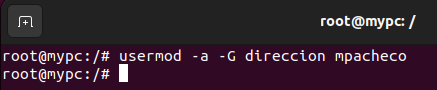 root@mypc: /
root@mypc:/# usermod -a -G direccion mpacheco
root@mypc:/#